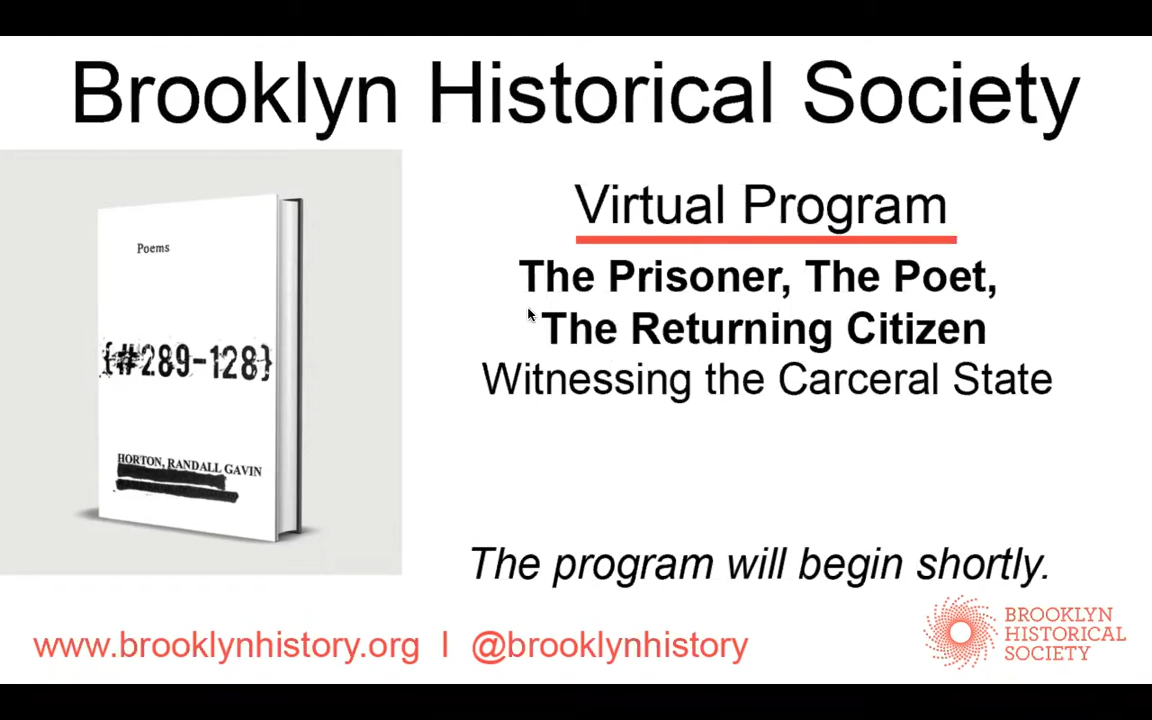 Brooklyn Historical Society
Poems
{#289-128}
HORTON, RANDALL GAVIN
Virtual Program
The Prisoner, The Poet,
The Returning Citizen
Witnessing the Carceral State
The program will begin shortly.
www.brooklynhistory.org | @brooklynhistory
BROOKLYN
HISTORICAL
SOCIETY